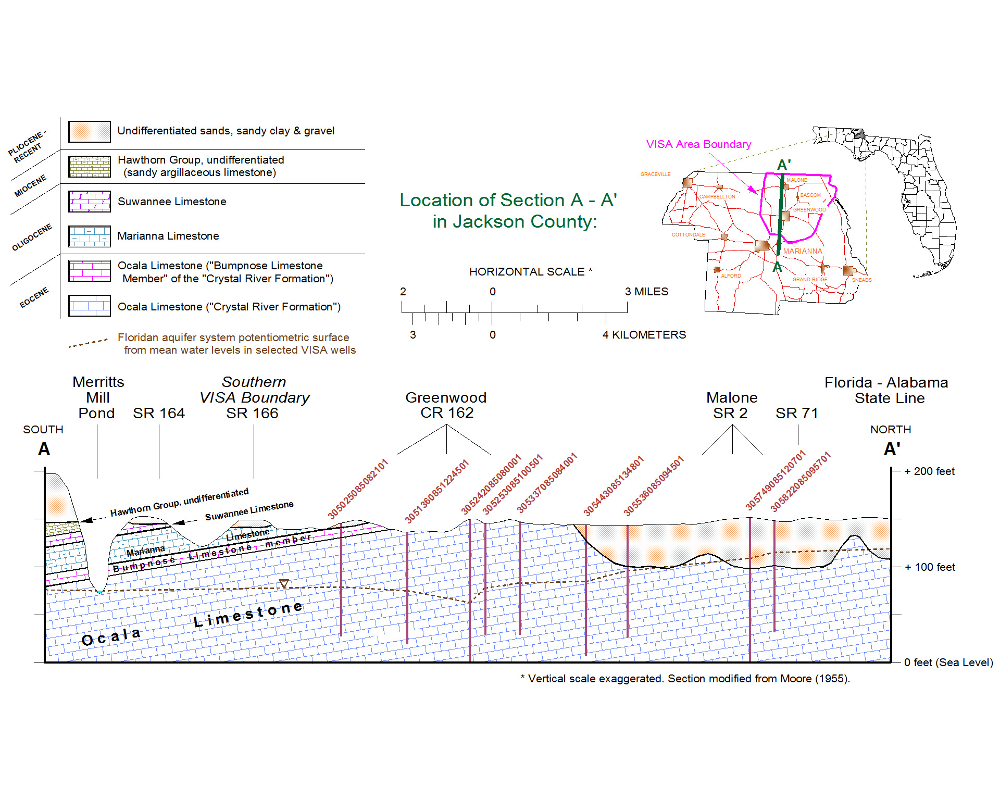 PLIOCENE -
RECENT
MIOCENE
OLIGOCENE
EOCENE
Undifferentiated sands, sandy clay & gravel
Hawthorn Group, undifferentiated
(sandy argillaceous limestone)
Suwannee Limestone
Marianna Limestone
Ocala Limestone ("Bumpnose Limestone
Member" of the "Crystal River Formation")
Ocala Limestone ("Crystal River Formation")
Floridan aquifer system potentiometric surface
from mean water levels in selected VISA wells
Location of Section A - A'
in Jackson County:
HORIZONTAL SCALE *
2 0 3 MILES
3 0 4 KILOMETERS
VISA Area Boundary
A'
GRACEVILLE
MALONE
CAMPBELLTON
BASCOM
GREENWOOD
COTTONDALE
MARIANNA
A
ALFORD
GRAND RIDGE
SNEADS
Merritts
Mill
Pond
SR 164
Southern
VISA Boundary
SR 166
Greenwood
CR 162
Malone
SR 2
SR 71
Florida - Alabama
State Line
SOUTH
A
NORTH
A'
305025085082101
305136085122450​1
305242085080001
305253085100501
305337085084001
305443085134801
305536085094501
305749085120701
305822085095701
Hawthorn Group, undifferentiated
Suwannee Limestone
Marianna Limestone
Bumpnose Limestone member
Ocala Limestone
+ 200 feet
+ 100 feet
0 feet (Sea Level)
* Vertical scale exaggerated. Section modified from Moore (1955).